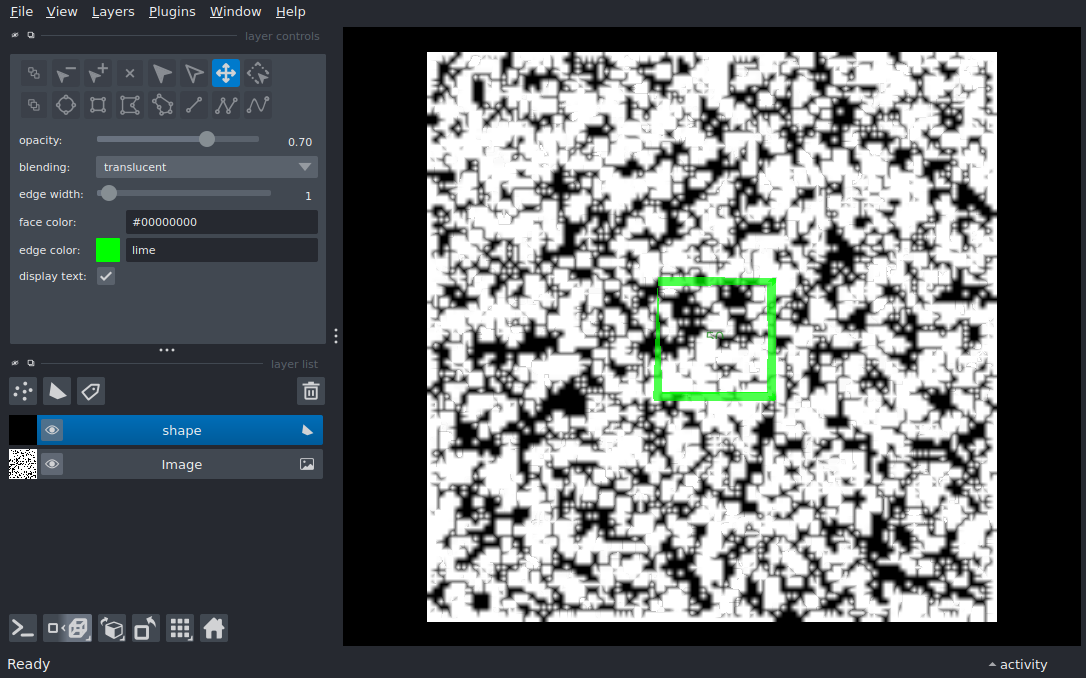 File View Layers Plugins Window Help
layer controls
opacity: 0.70
blending: translucent
edge width: 1
face color: #00000000
edge color: lime
display text:
layer list
shape
Image
Ready
activity